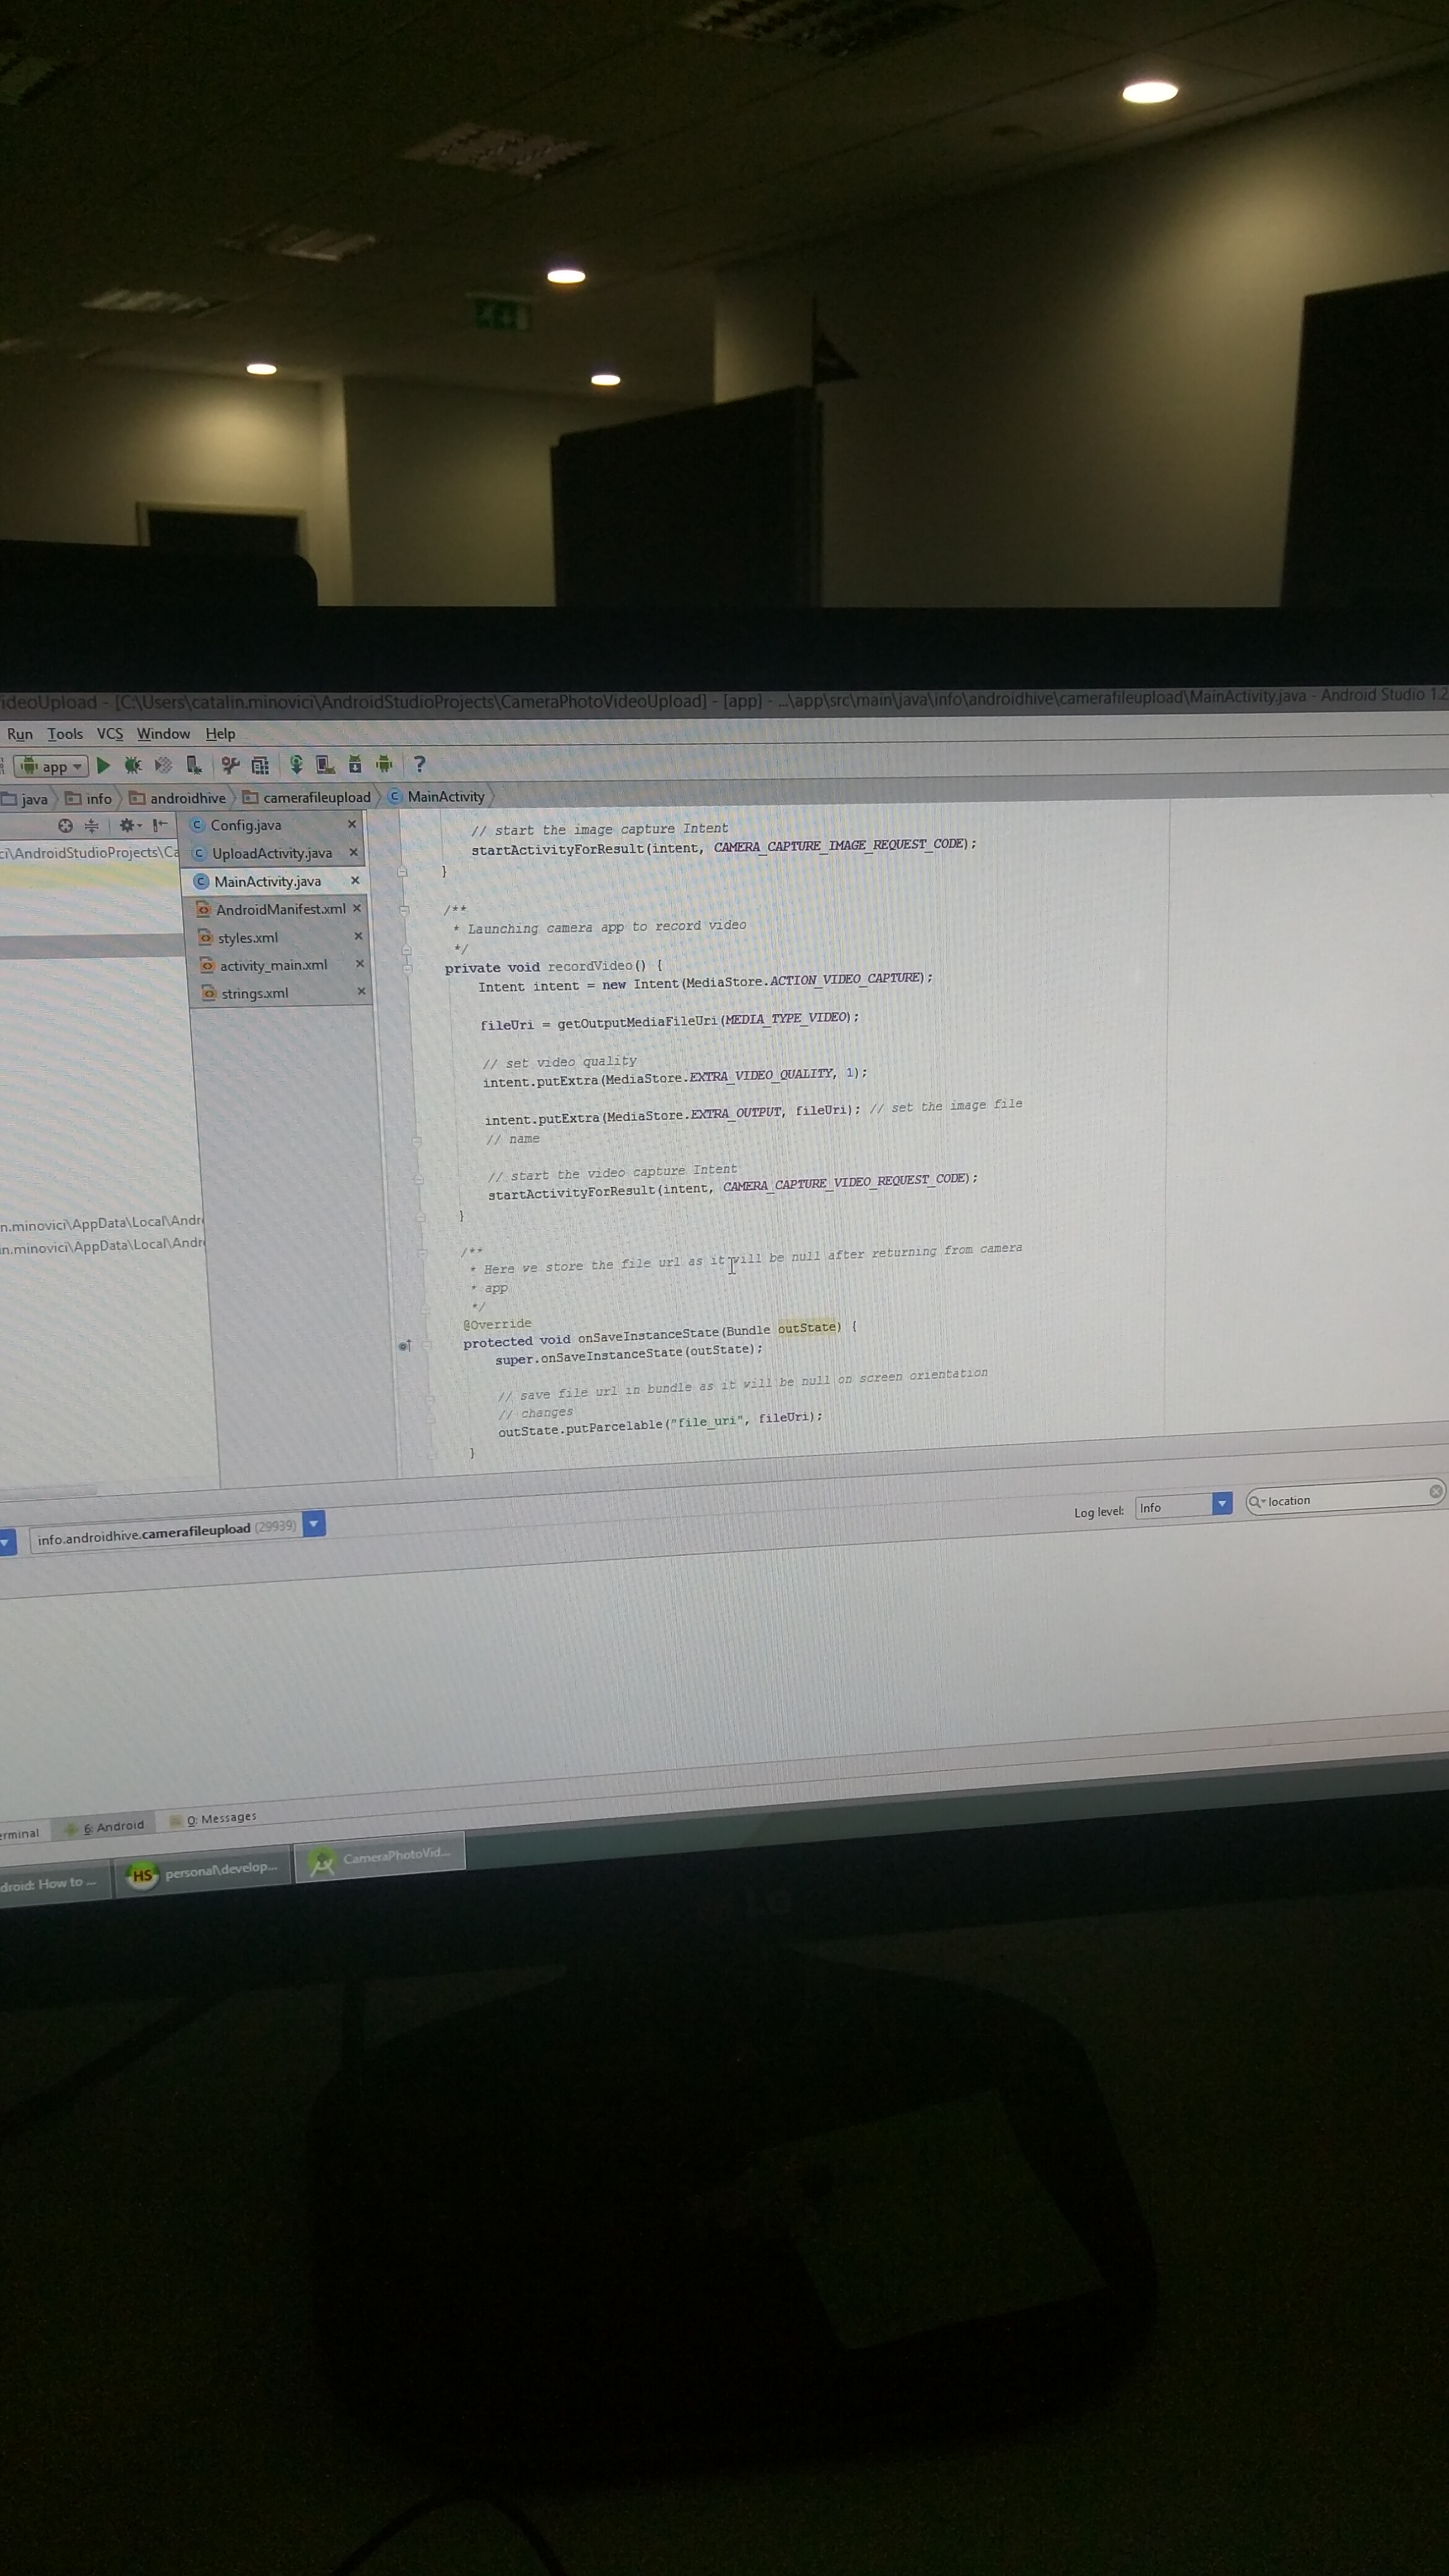 ideoUpload - [C:\Users\catalin.minovici\AndroidStudioProjects\CameraPhotoVideoUpload] - [app] - ...\app\src\main\java\info\androidhive\camerafileupload\MainActivity.java - Android Studio 1.2
Run Tools VCS Window Help
app ?
java info androidhive camerafileupload MainActivity
ci\AndroidStudioProjects\Ca
Config.java
UploadActivity.java
MainActivity.java
AndroidManifest.xml
styles.xml
activity_main.xml
strings.xml
n.minovici\AppData\Local\Andr
in.minovici\AppData\Local\Andr
// start the image capture Intent
startActivityForResult(intent, CAMERA_CAPTURE_IMAGE_REQUEST_CODE);
}
/**
* Launching camera app to record video
*/
private void recordVideo() {
Intent intent = new Intent(MediaStore.ACTION_VIDEO_CAPTURE);
fileUri = getOutputMediaFileUri(MEDIA_TYPE_VIDEO);
// set video quality
intent.putExtra(MediaStore.EXTRA_VIDEO_QUALITY, 1);
intent.putExtra(MediaStore.EXTRA_OUTPUT, fileUri); // set the image file
// name
// start the video capture Intent
startActivityForResult(intent, CAMERA_CAPTURE_VIDEO_REQUEST_CODE);
}
/**
* Here we store the file url as it will be null after returning from camera
* app
*/
@Override
protected void onSaveInstanceState(Bundle outState) {
super.onSaveInstanceState(outState);
// save file url in bundle as it will be null on screen orientation
// changes
outState.putParcelable("file_uri", fileUri);
}
info.androidhive.camerafileupload (29939)
Log level: Info location
erminal 6: Android 0: Messages
droid: How to ... HS personal\develop... CameraPhotoVid...
LG